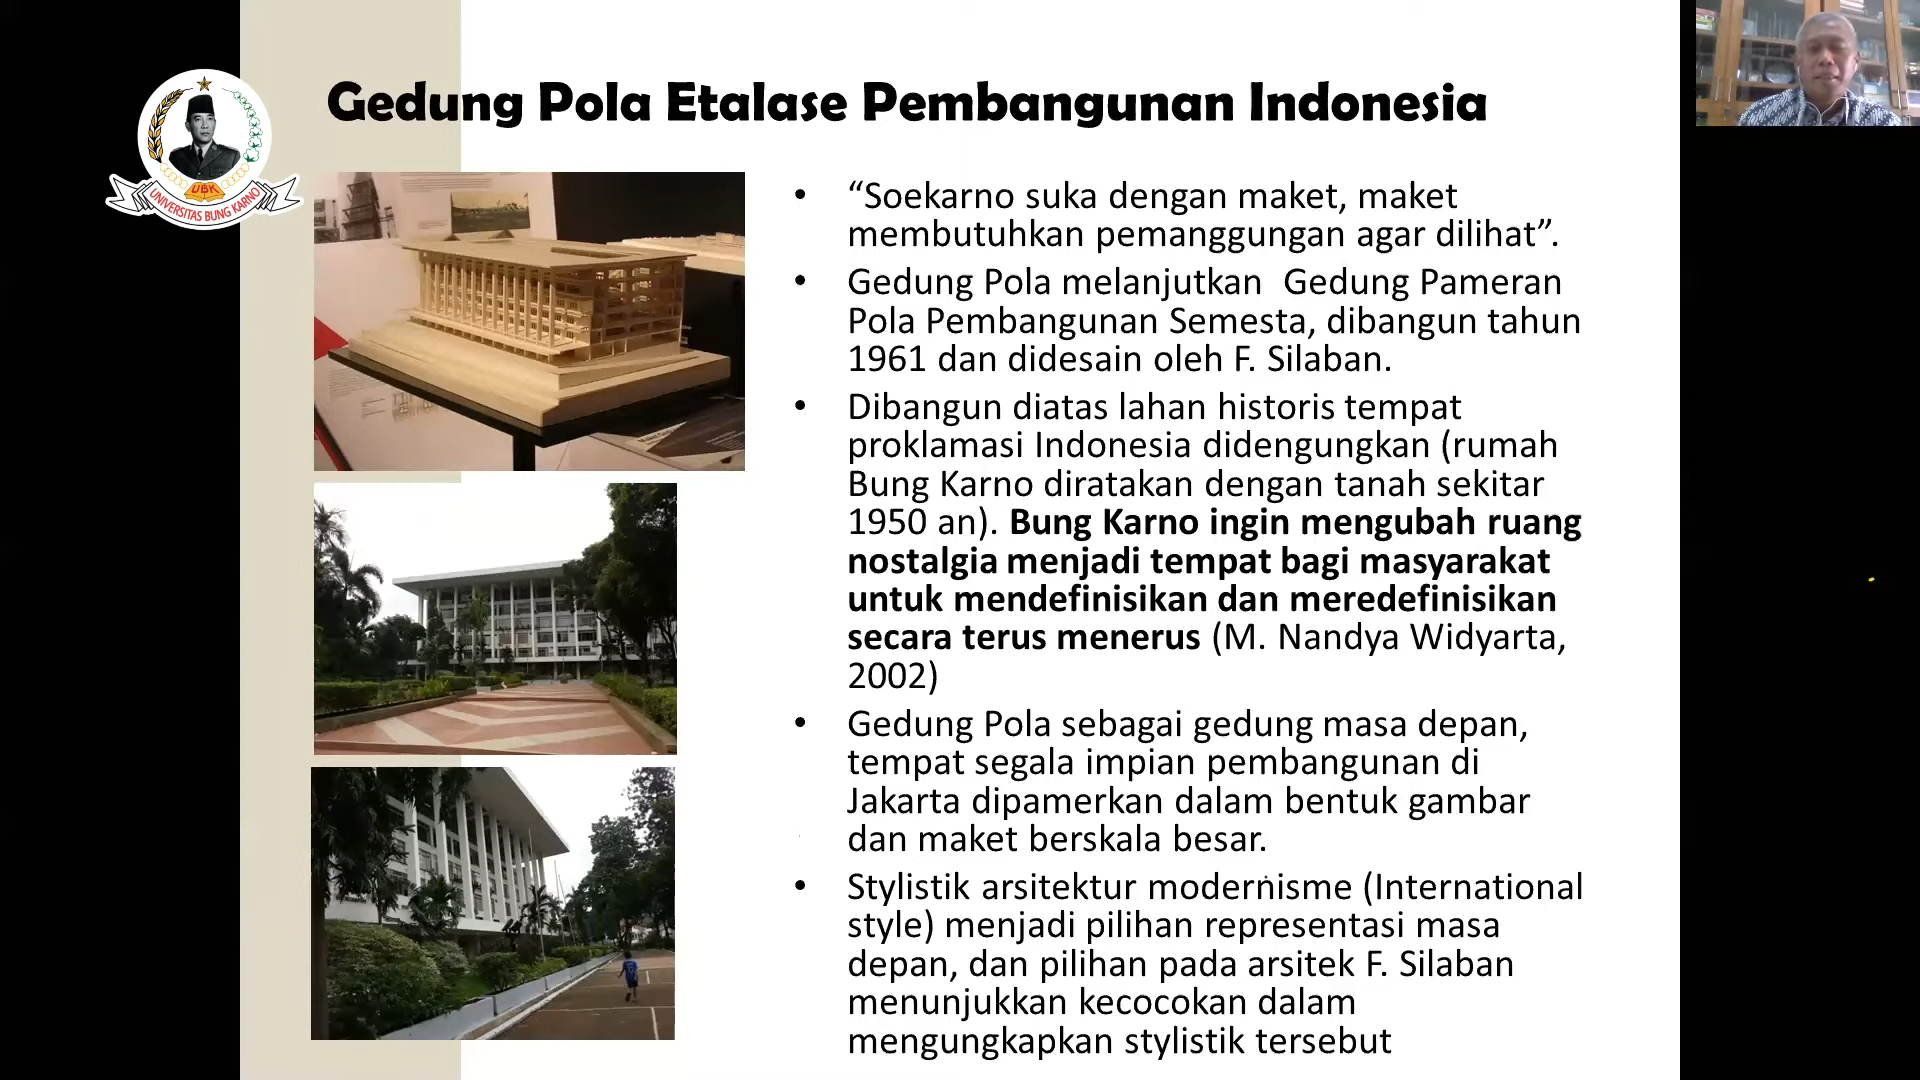 Gedung Pola Etalase Pembangunan Indonesia
UBK
UNIVERSITAS BUNG KARNO
• “Soekarno suka dengan maket, maket
membutuhkan pemanggungan agar dilihat”.
• Gedung Pola melanjutkan Gedung Pameran
Pola Pembangunan Semesta, dibangun tahun
1961 dan didesain oleh F. Silaban.
• Dibangun diatas lahan historis tempat
proklamasi Indonesia didengungkan (rumah
Bung Karno diratakan dengan tanah sekitar
1950 an). Bung Karno ingin mengubah ruang
nostalgia menjadi tempat bagi masyarakat
untuk mendefinisikan dan meredefinisikan
secara terus menerus (M. Nandya Widyarta,
2002)
• Gedung Pola sebagai gedung masa depan,
tempat segala impian pembangunan di
Jakarta dipamerkan dalam bentuk gambar
dan maket berskala besar.
• Stylistik arsitektur modernisme (International
style) menjadi pilihan representasi masa
depan, dan pilihan pada arsitek F. Silaban
menunjukkan kecocokan dalam
mengungkapkan stylistik tersebut